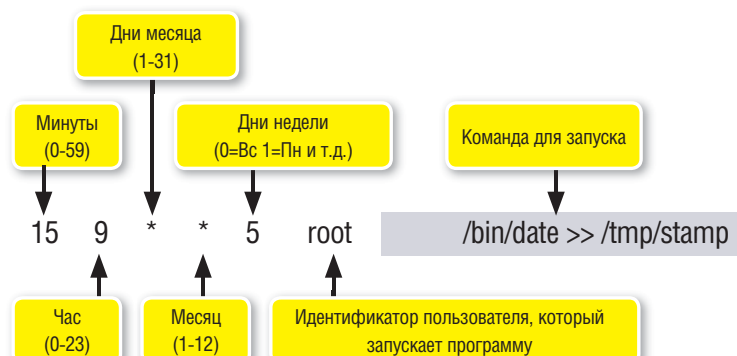 Дни месяца
(1-31)
Минуты
(0-59)
Дни недели
(0=Вс 1=Пн и т.д.)
Команда для запуска
15 9 * * 5 root /bin/date >> /tmp/stamp
Час
(0-23)
Месяц
(1-12)
Идентификатор пользователя, который
запускает программу